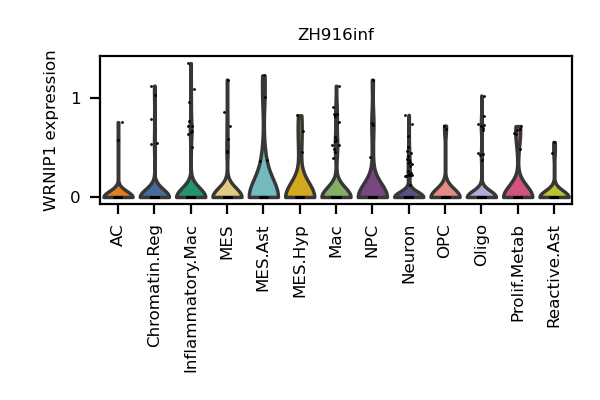 ZH916inf
WRNIP1 expression
1
0
AC
Chromatin.Reg
Inflammatory.Mac
MES
MES.Ast
MES.Hyp
Mac
NPC
Neuron
OPC
Oligo
Prolif.Metab
Reactive.Ast